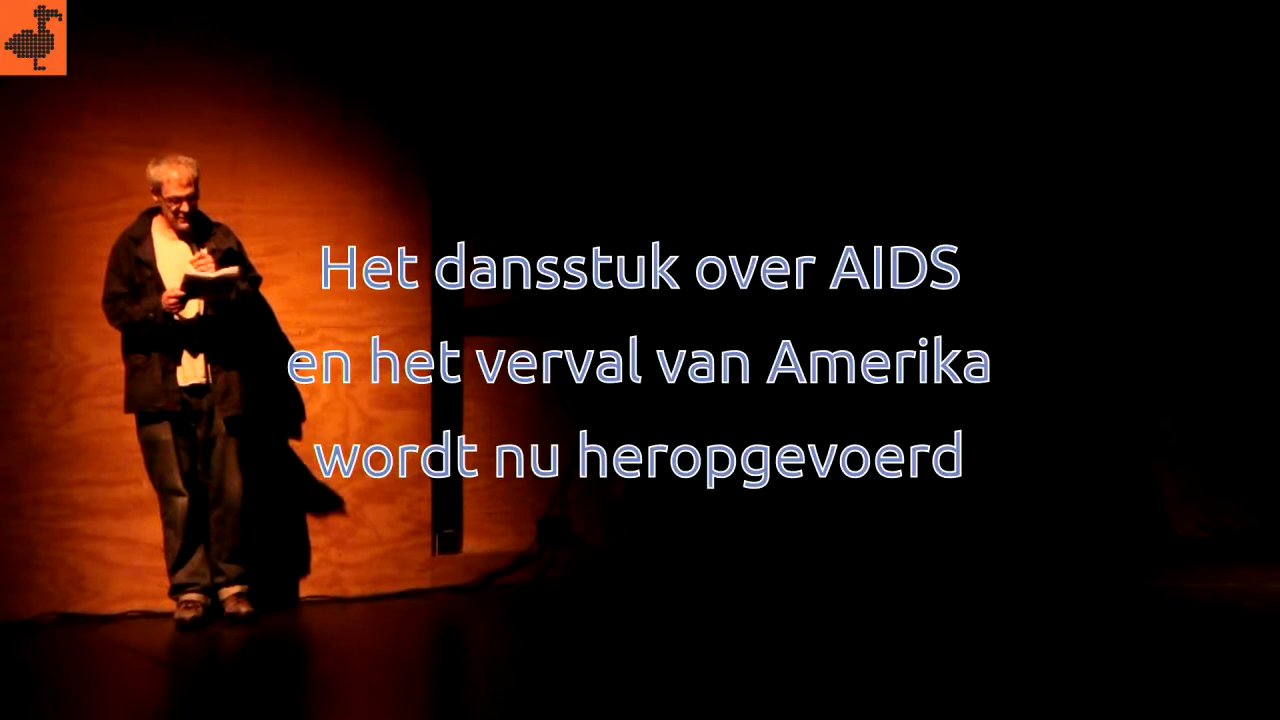 Het dansstuk over AIDS
en het verval van Amerika
wordt nu heropgevoerd